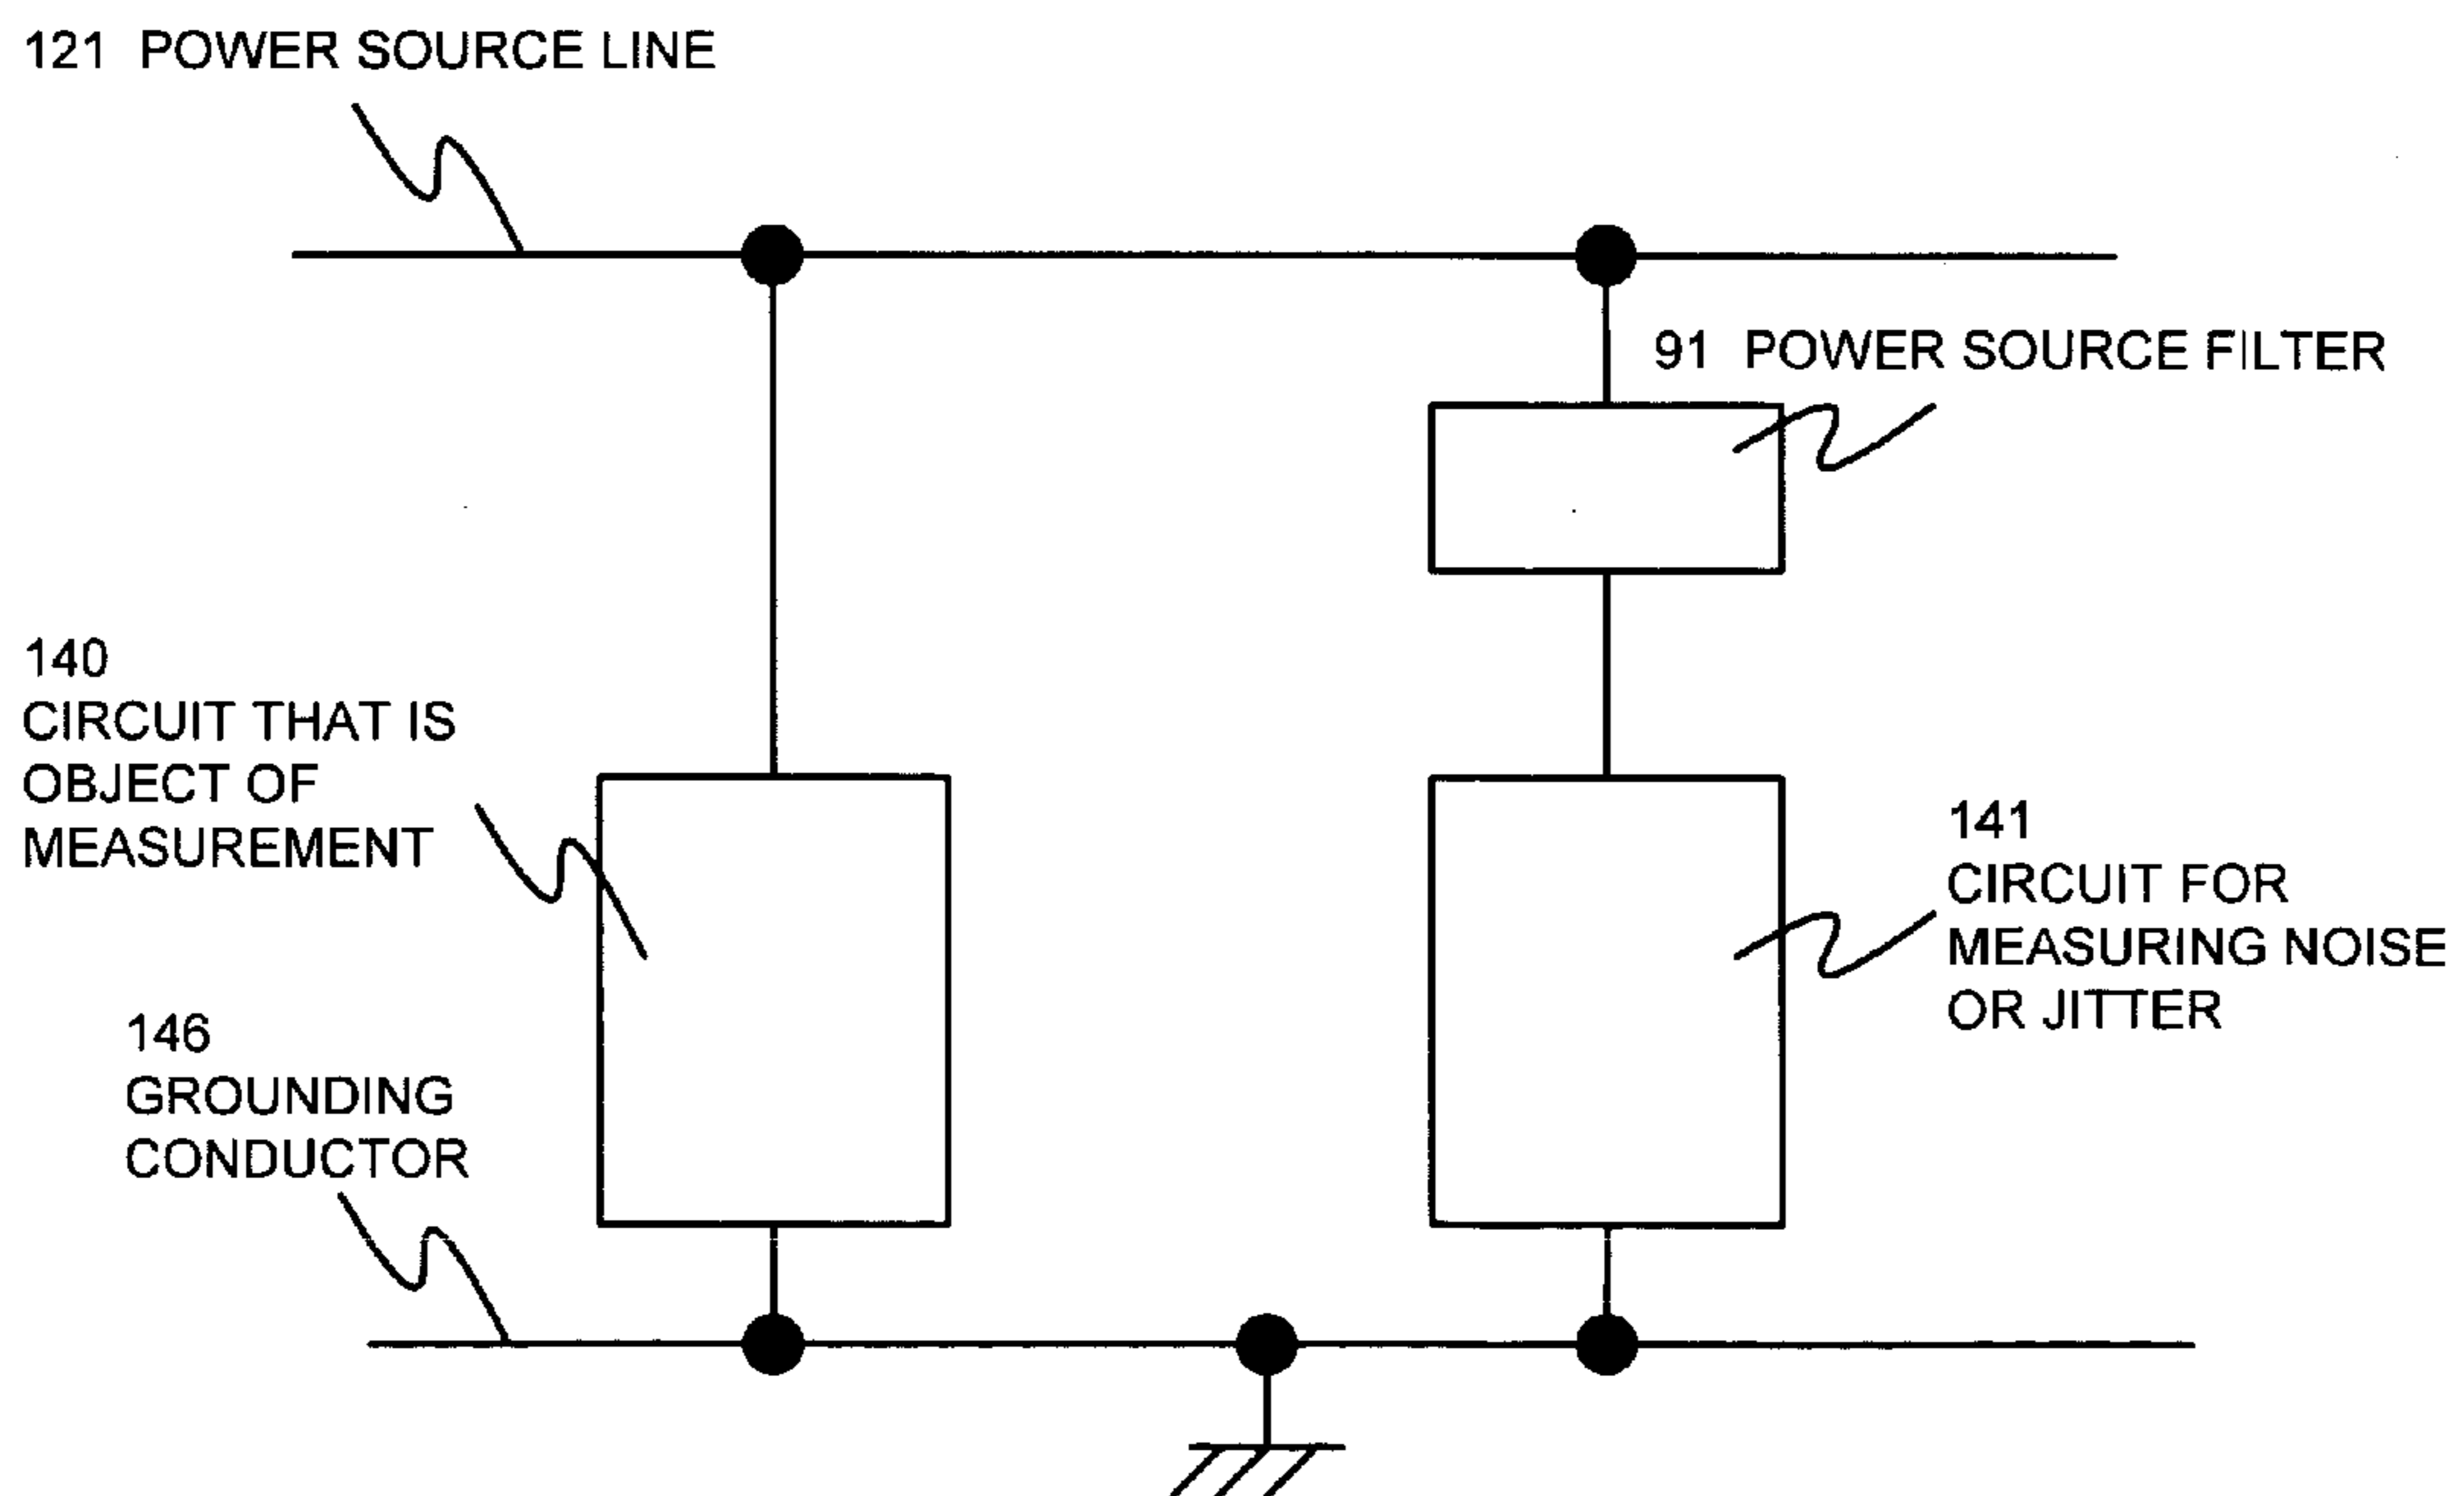 121 POWER SOURCE LINE
91 POWER SOURCE FILTER
140
CIRCUIT THAT IS
OBJECT OF
MEASUREMENT
141
CIRCUIT FOR
MEASURING NOISE
OR JITTER
146
GROUNDING
CONDUCTOR